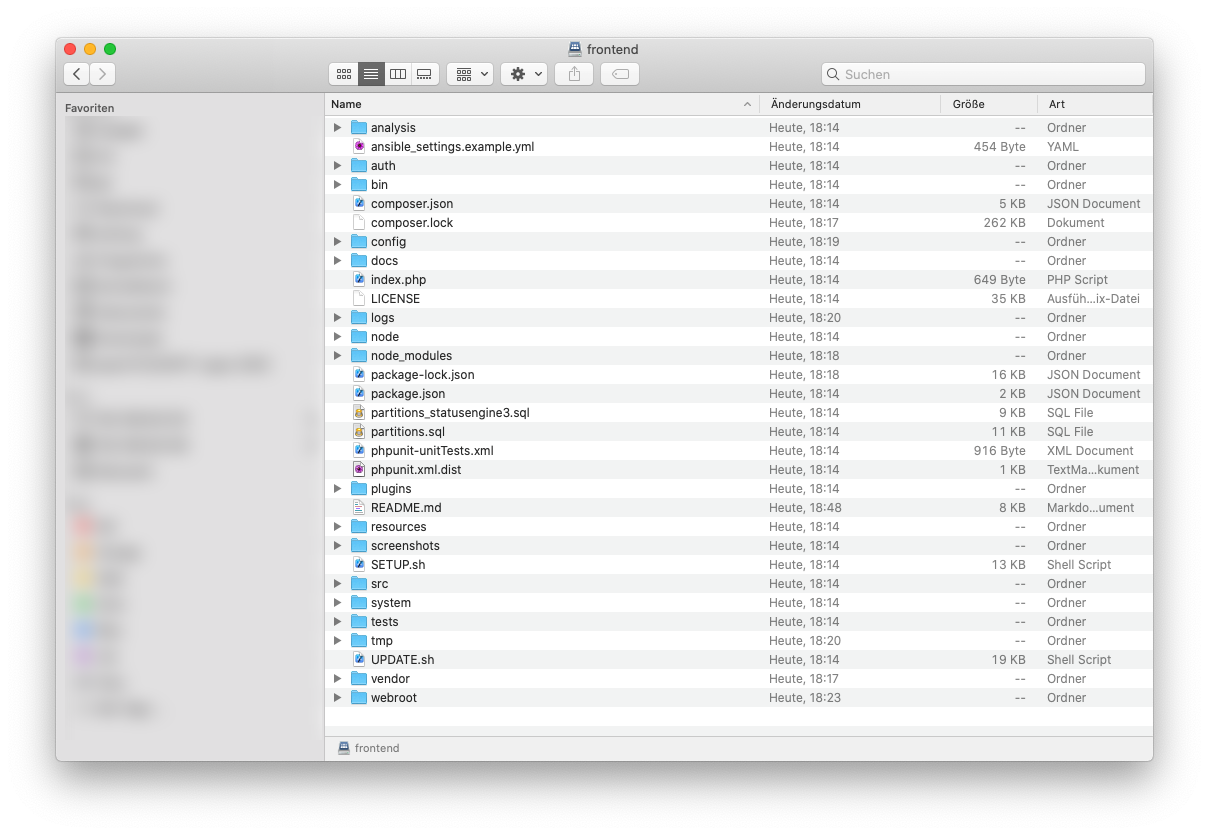 frontend
Suchen
Favoriten
Name Änderungsdatum Größe Art
analysis Heute, 18:14 -- Ordner
ansible_settings.example.yml Heute, 18:14 454 Byte YAML
auth Heute, 18:14 -- Ordner
bin Heute, 18:14 -- Ordner
composer.json Heute, 18:14 5 KB JSON Document
composer.lock Heute, 18:17 262 KB Dokument
config Heute, 18:19 -- Ordner
docs Heute, 18:14 -- Ordner
index.php Heute, 18:14 649 Byte PHP Script
LICENSE Heute, 18:14 35 KB Ausfüh...ix-Datei
logs Heute, 18:20 -- Ordner
node Heute, 18:14 -- Ordner
node_modules Heute, 18:18 -- Ordner
package-lock.json Heute, 18:18 16 KB JSON Document
package.json Heute, 18:14 2 KB JSON Document
partitions_statusengine3.sql Heute, 18:14 9 KB SQL File
partitions.sql Heute, 18:14 11 KB SQL File
phpunit-unitTests.xml Heute, 18:14 916 Byte XML Document
phpunit.xml.dist Heute, 18:14 1 KB TextMa...kument
plugins Heute, 18:14 -- Ordner
README.md Heute, 18:48 8 KB Markdo...ument
resources Heute, 18:14 -- Ordner
screenshots Heute, 18:14 -- Ordner
SETUP.sh Heute, 18:14 13 KB Shell Script
src Heute, 18:14 -- Ordner
system Heute, 18:14 -- Ordner
tests Heute, 18:14 -- Ordner
tmp Heute, 18:20 -- Ordner
UPDATE.sh Heute, 18:14 19 KB Shell Script
vendor Heute, 18:17 -- Ordner
webroot Heute, 18:23 -- Ordner
frontend